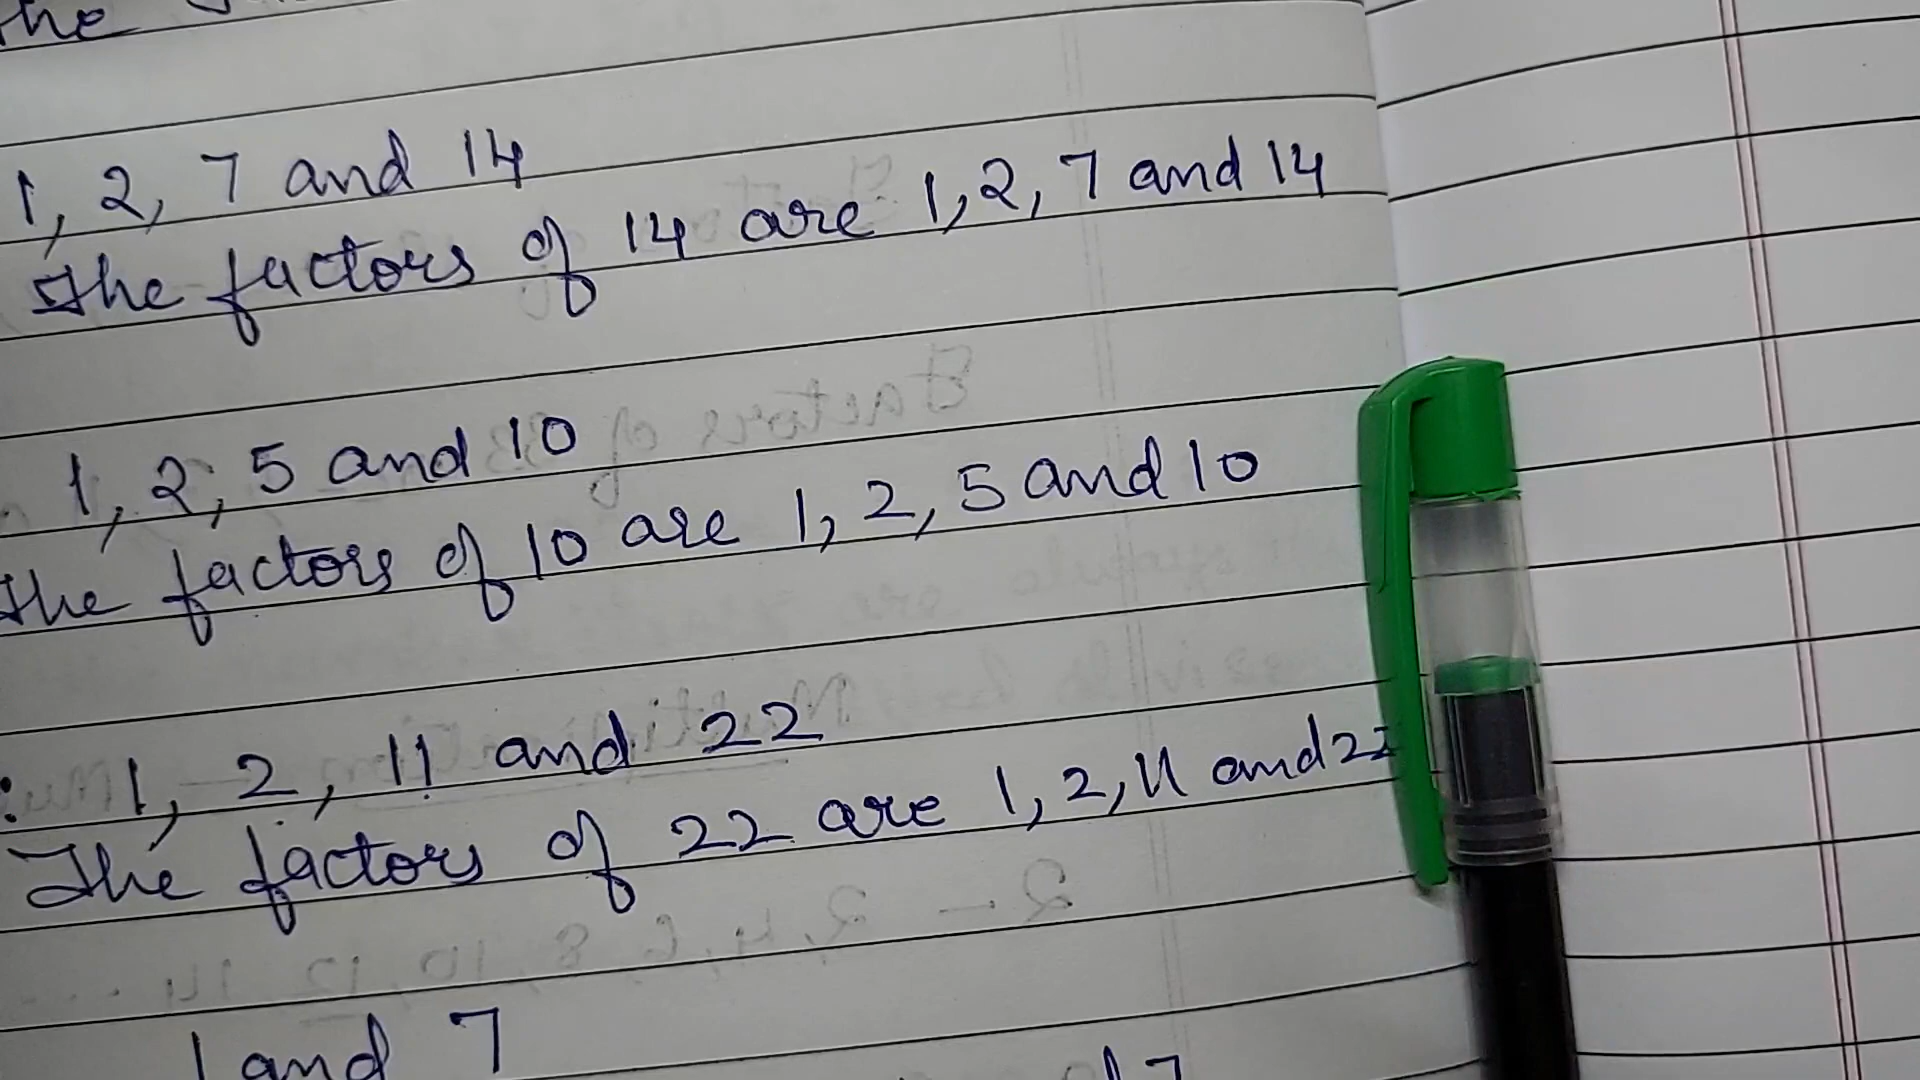 the
1, 2, 7 and 14
The factors of 14 are 1, 2, 7 and 14
1, 2, 5 and 10
The factors of 10 are 1, 2, 5 and 10
: 1, 2, 11 and 22
The factors of 22 are 1, 2, 11 and 22
1 and 7